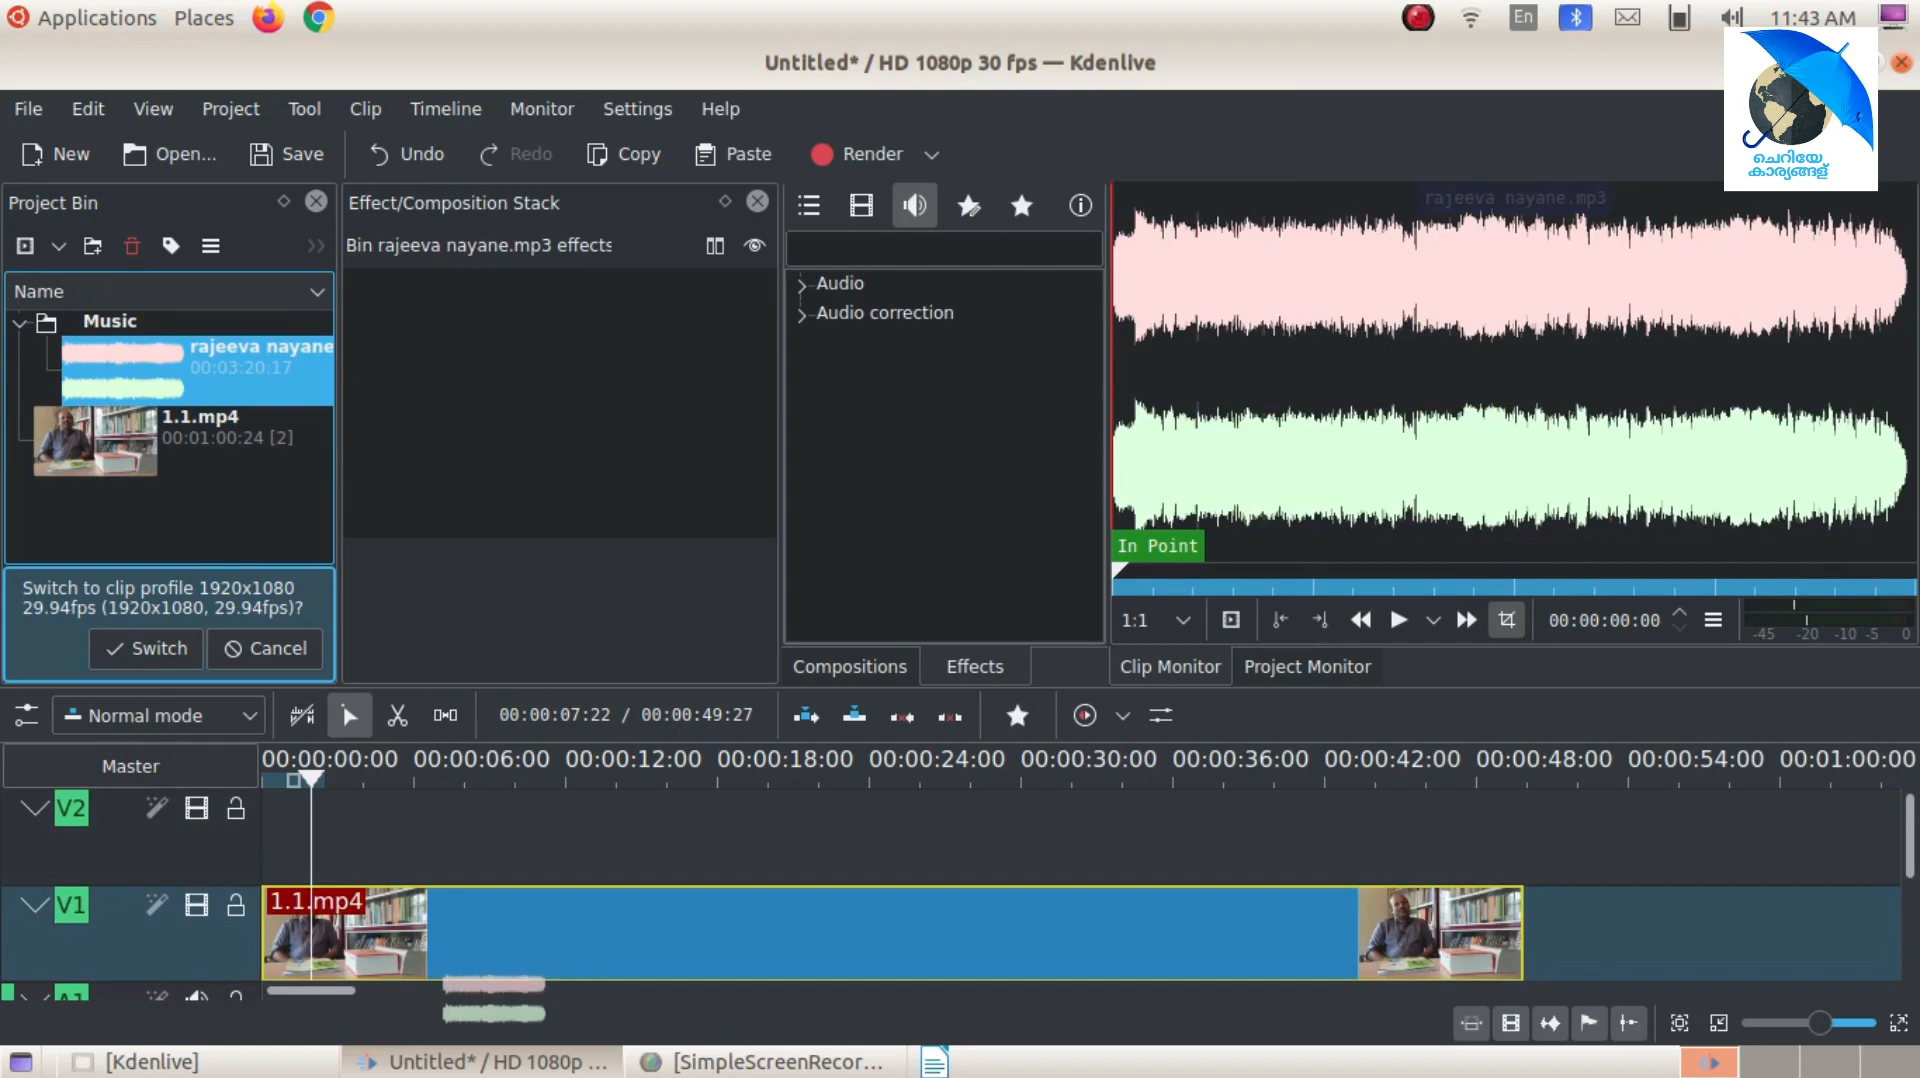 Applications Places
En
11:43 AM
Untitled* / HD 1080p 30 fps — Kdenlive
File Edit View Project Tool Clip Timeline Monitor Settings Help
ചെറിയേ
കാര്യങ്ങള്
New Open... Save Undo Redo Copy Paste Render
Project Bin
Effect/Composition Stack
rajeeva nayane.mp3
Bin rajeeva nayane.mp3 effects
Name
Music
rajeeva nayane
00:03:20:17
1.1.mp4
00:01:00:24 [2]
Audio
Audio correction
In Point
Switch to clip profile 1920x1080
29.94fps (1920x1080, 29.94fps)?
Switch Cancel
1:1
00:00:00:00
-45 -20 -10 -5 0
Compositions Effects
Clip Monitor Project Monitor
Normal mode
00:00:07:22 / 00:00:49:27
Master
00:00:00:00 00:00:06:00 00:00:12:00 00:00:18:00 00:00:24:00 00:00:30:00 00:00:36:00 00:00:42:00 00:00:48:00 00:00:54:00 00:01:00:00
V2
V1
1.1.mp4
A1
[Kdenlive] Untitled* / HD 1080p ... [SimpleScreenRecor...